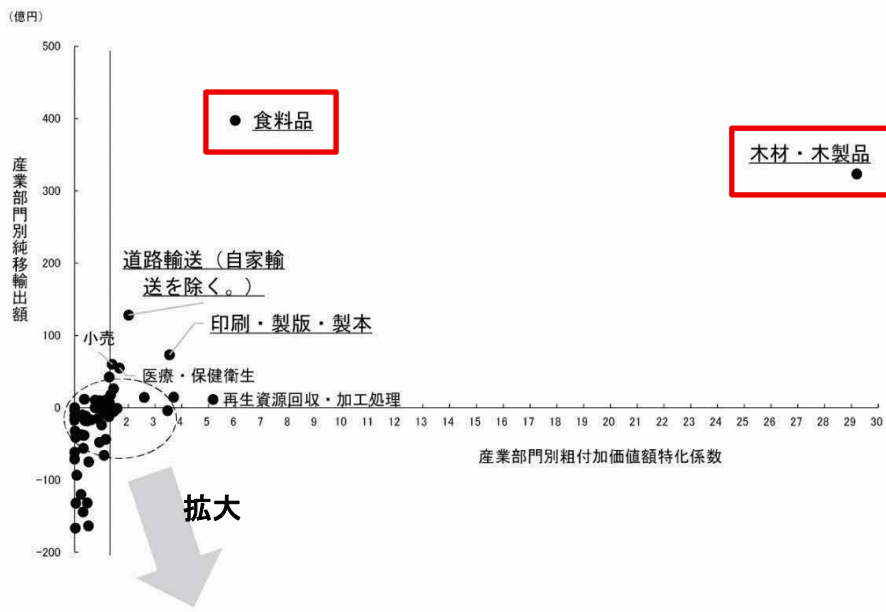 （億円）
500
400
300
200
100
0
-100
-200
産業部門別純移輸出額
食料品
木材・木製品
道路輸送（自家輸
送を除く。）
印刷・製版・製本
小売
医療・保健衛生
再生資源回収・加工処理
2 3 4 5 6 7 8 9 10 11 12 13 14 15 16 17 18 19 20 21 22 23 24 25 26 27 28 29 30
産業部門別粗付加価値額特化係数
拡大